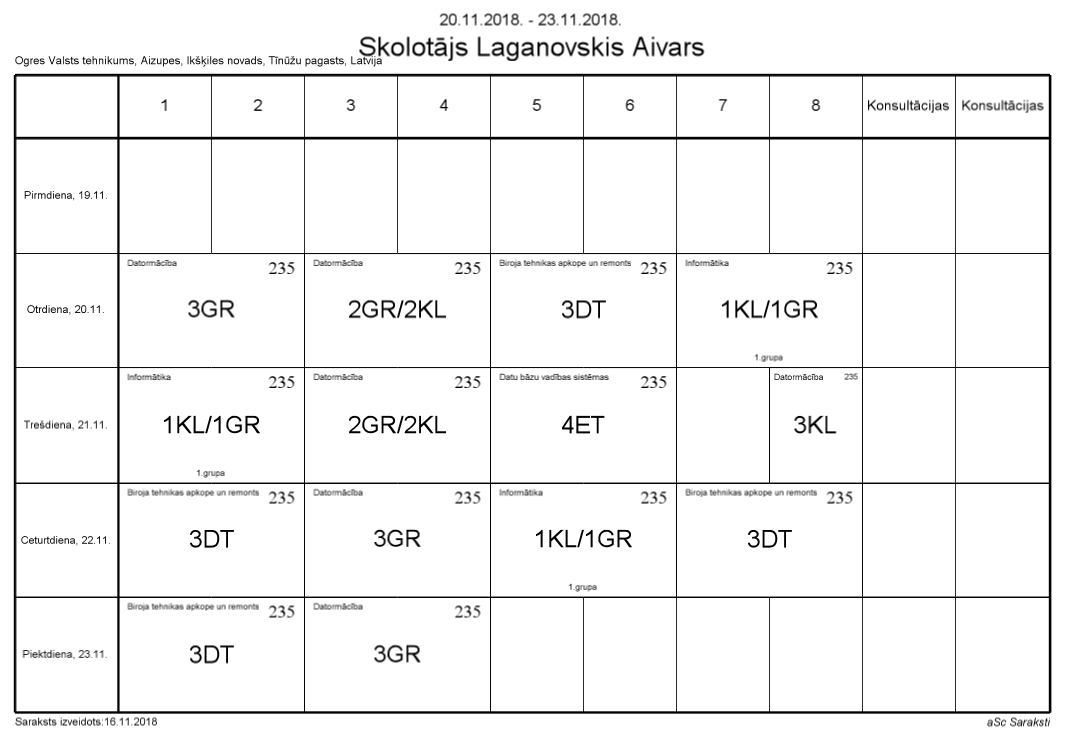 20.11.2018. - 23.11.2018.
Skolotājs Laganovskis Aivars
Ogres Valsts tehnikums, Aizupes, Ikšķiles novads, Tīnūžu pagasts, Latvija
1 2 3 4 5 6 7 8 Konsultācijas Konsultācijas
Pirmdiena, 19.11.
Datormācība 235 Datormācība 235 Biroja tehnikas apkope un remonts 235 Informātika 235
Otrdiena, 20.11. 3GR 2GR/2KL 3DT 1KL/1GR
1.grupa
Informātika 235 Datormācība 235 Datu bāzu vadības sistēmas 235 Datormācība 235
Trešdiena, 21.11. 1KL/1GR 2GR/2KL 4ET 3KL
1.grupa
Biroja tehnikas apkope un remonts 235 Datormācība 235 Informātika 235 Biroja tehnikas apkope un remonts 235
Ceturtdiena, 22.11. 3DT 3GR 1KL/1GR 3DT
1.grupa
Biroja tehnikas apkope un remonts 235 Datormācība 235
Piektdiena, 23.11. 3DT 3GR
Saraksts izveidots:16.11.2018 aSc Saraksti